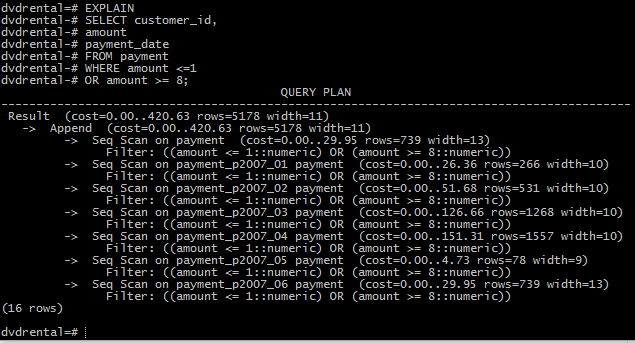 dvdrental=# EXPLAIN
dvdrental-# SELECT customer_id,
dvdrental-# amount
dvdrental-# payment_date
dvdrental-# FROM payment
dvdrental-# WHERE amount <=1
dvdrental-# OR amount >= 8;
QUERY PLAN
--------------------------------------------------------------------------------
Result  (cost=0.00..420.63 rows=5178 width=11)
  ->  Append  (cost=0.00..420.63 rows=5178 width=11)
        ->  Seq Scan on payment  (cost=0.00..29.95 rows=739 width=13)
              Filter: ((amount <= 1::numeric) OR (amount >= 8::numeric))
        ->  Seq Scan on payment_p2007_01 payment  (cost=0.00..26.36 rows=266 width=10)
              Filter: ((amount <= 1::numeric) OR (amount >= 8::numeric))
        ->  Seq Scan on payment_p2007_02 payment  (cost=0.00..51.68 rows=531 width=10)
              Filter: ((amount <= 1::numeric) OR (amount >= 8::numeric))
        ->  Seq Scan on payment_p2007_03 payment  (cost=0.00..126.66 rows=1268 width=10)
              Filter: ((amount <= 1::numeric) OR (amount >= 8::numeric))
        ->  Seq Scan on payment_p2007_04 payment  (cost=0.00..151.31 rows=1557 width=10)
              Filter: ((amount <= 1::numeric) OR (amount >= 8::numeric))
        ->  Seq Scan on payment_p2007_05 payment  (cost=0.00..4.73 rows=78 width=9)
              Filter: ((amount <= 1::numeric) OR (amount >= 8::numeric))
        ->  Seq Scan on payment_p2007_06 payment  (cost=0.00..29.95 rows=739 width=13)
              Filter: ((amount <= 1::numeric) OR (amount >= 8::numeric))
(16 rows)
dvdrental=#